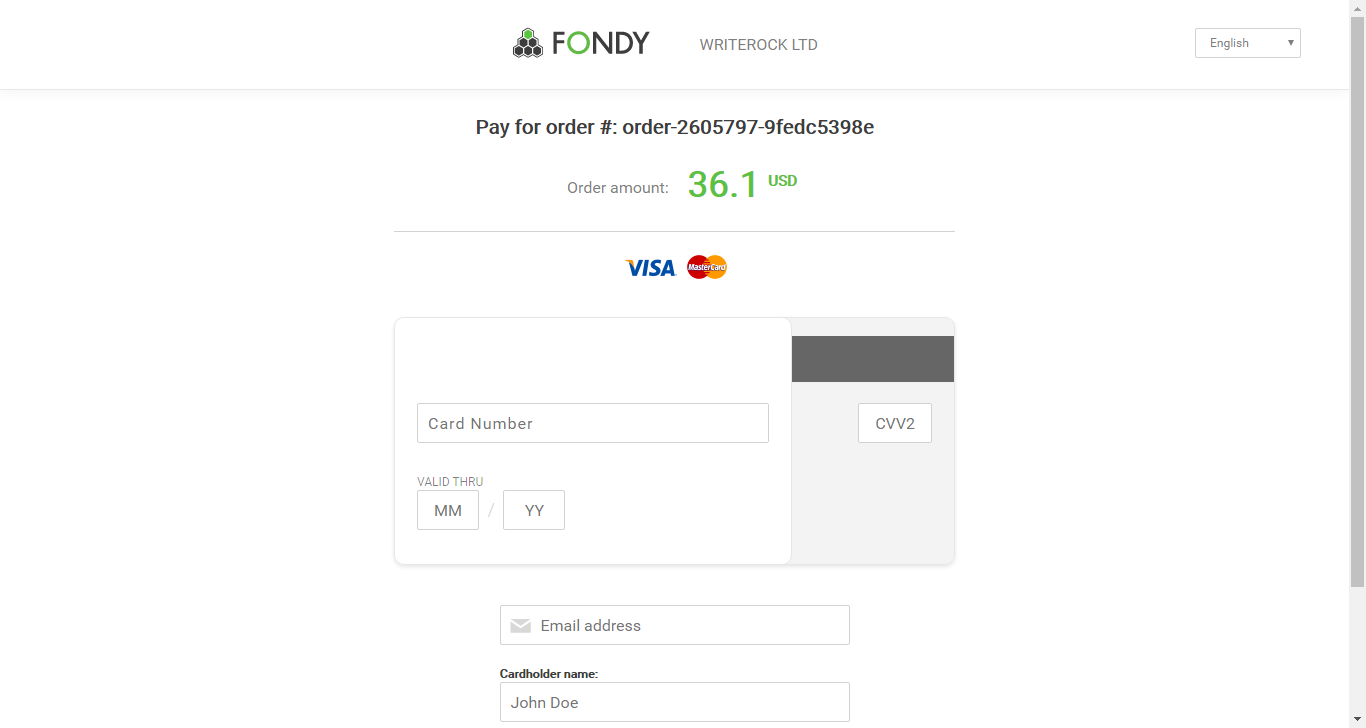 FONDY
WRITEROCK LTD
English
Pay for order #: order-2605797-9fedc5398e
Order amount: 36.1 USD
VISA MasterCard
Card Number
CVV2
VALID THRU
MM / YY
Email address
Cardholder name:
John Doe